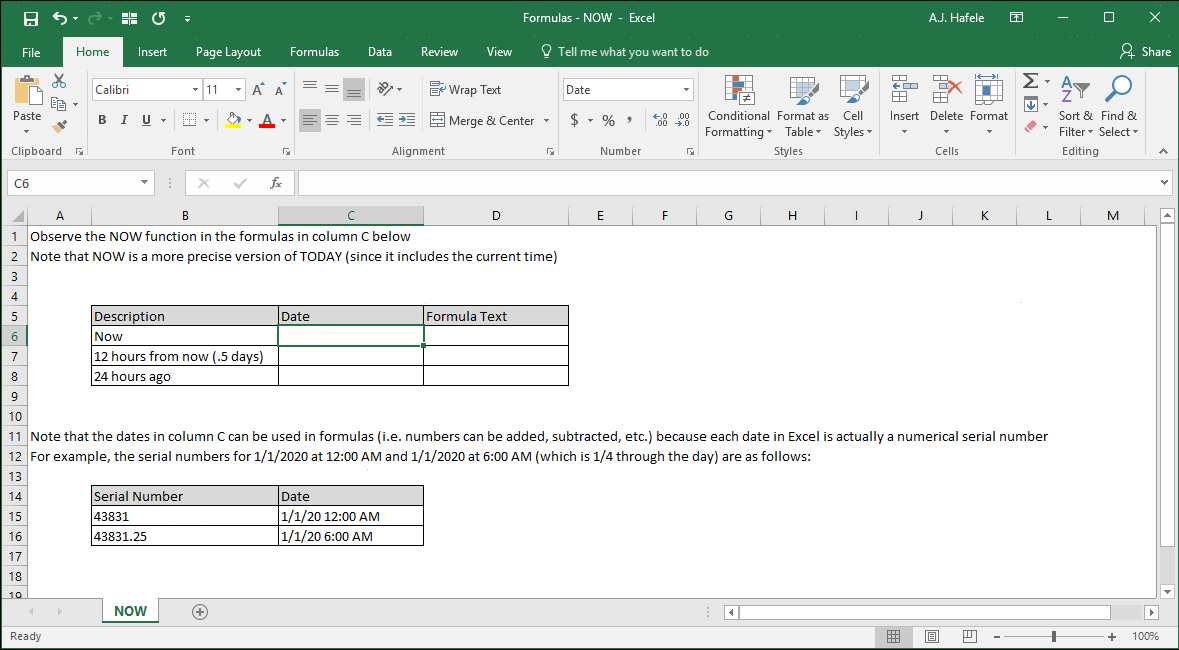 Formulas - NOW - Excel
A.J. Hafele
File Home Insert Page Layout Formulas Data Review View Tell me what you want to do Share
Calibri 11 A A Wrap Text Date
Paste B I U A Merge & Center $ % , .00 .00
Conditional Formatting Format as Table Cell Styles Insert Delete Format Sort & Filter Find & Select
Clipboard Font Alignment Number Styles Cells Editing
C6 fx
A B C D E F G H I J K L M
1 Observe the NOW function in the formulas in column C below
2 Note that NOW is a more precise version of TODAY (since it includes the current time)
3
4
5 Description Date Formula Text
6 Now
7 12 hours from now (.5 days)
8 24 hours ago
9
10
11 Note that the dates in column C can be used in formulas (i.e. numbers can be added, subtracted, etc.) because each date in Excel is actually a numerical serial number
12 For example, the serial numbers for 1/1/2020 at 12:00 AM and 1/1/2020 at 6:00 AM (which is 1/4 through the day) are as follows:
13
14 Serial Number Date
15 43831 1/1/20 12:00 AM
16 43831.25 1/1/20 6:00 AM
17
18
19
NOW
Ready 100%